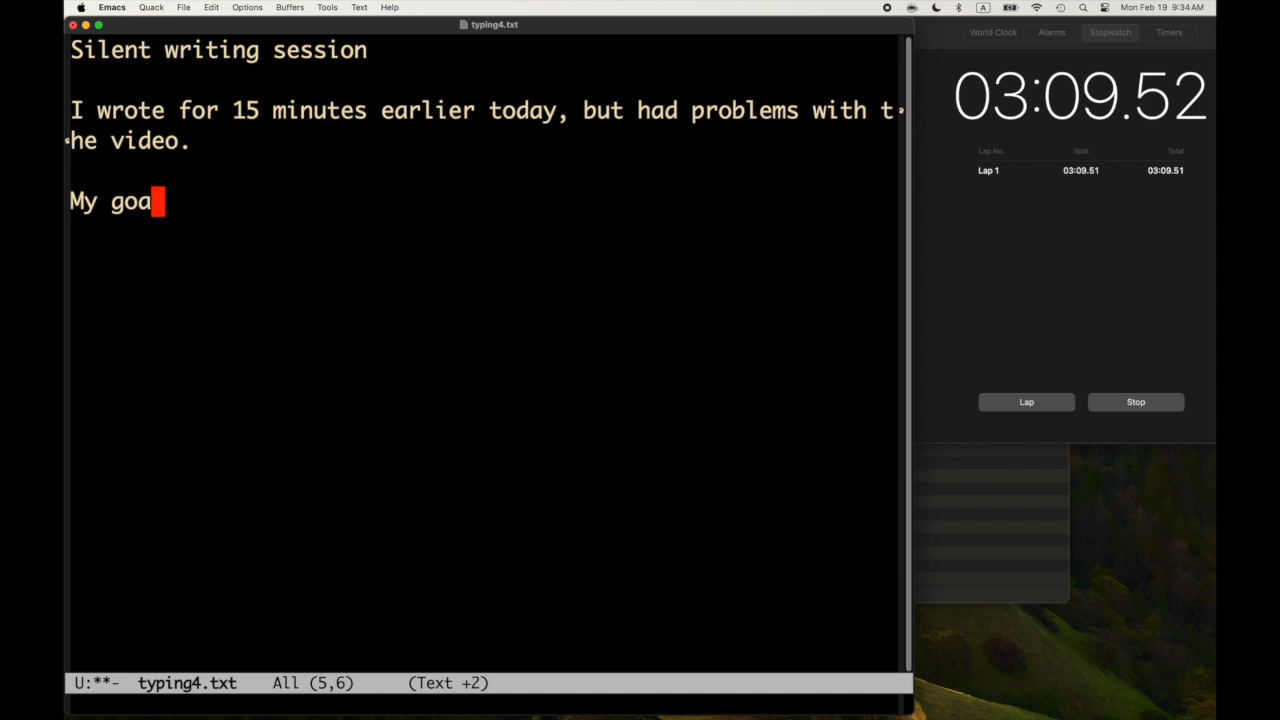 Emacs Quack File Edit Options Buffers Tools Text Help
A
Mon Feb 19 9:34 AM
typing4.txt
World Clock Alarms Stopwatch Timers
Silent writing session
I wrote for 15 minutes earlier today, but had problems with t
he video.
My goa
03:09.52
Lap No. Split Total
Lap 1 03:09.51 03:09.51
Lap Stop
U:**- typing4.txt All (5,6) (Text +2)